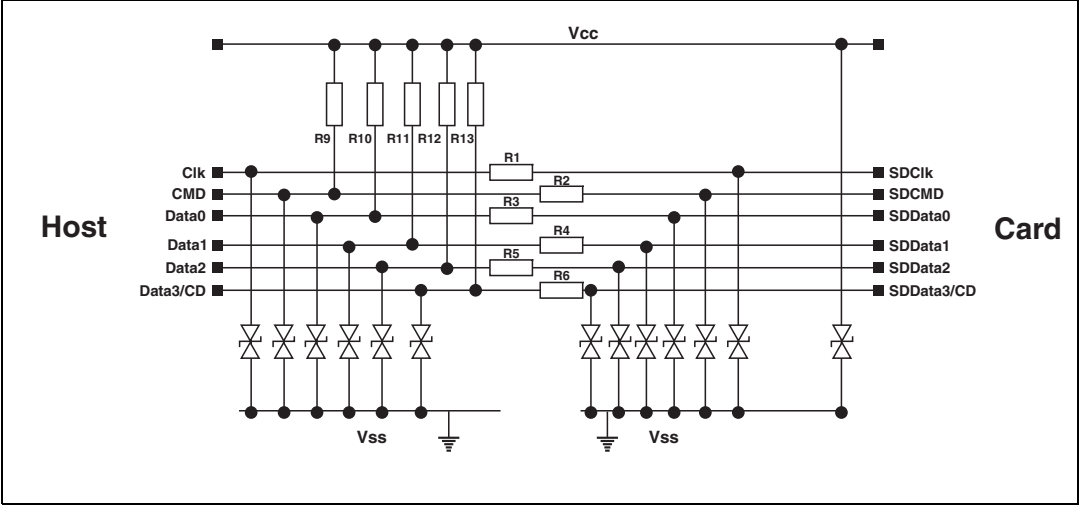 Vcc
R9 R10 R11 R12 R13
Clk R1 SDClk
CMD R2 SDCMD
Data0 R3 SDData0
Host Card
Data1 R4 SDData1
Data2 R5 SDData2
Data3/CD R6 SDData3/CD
Vss Vss